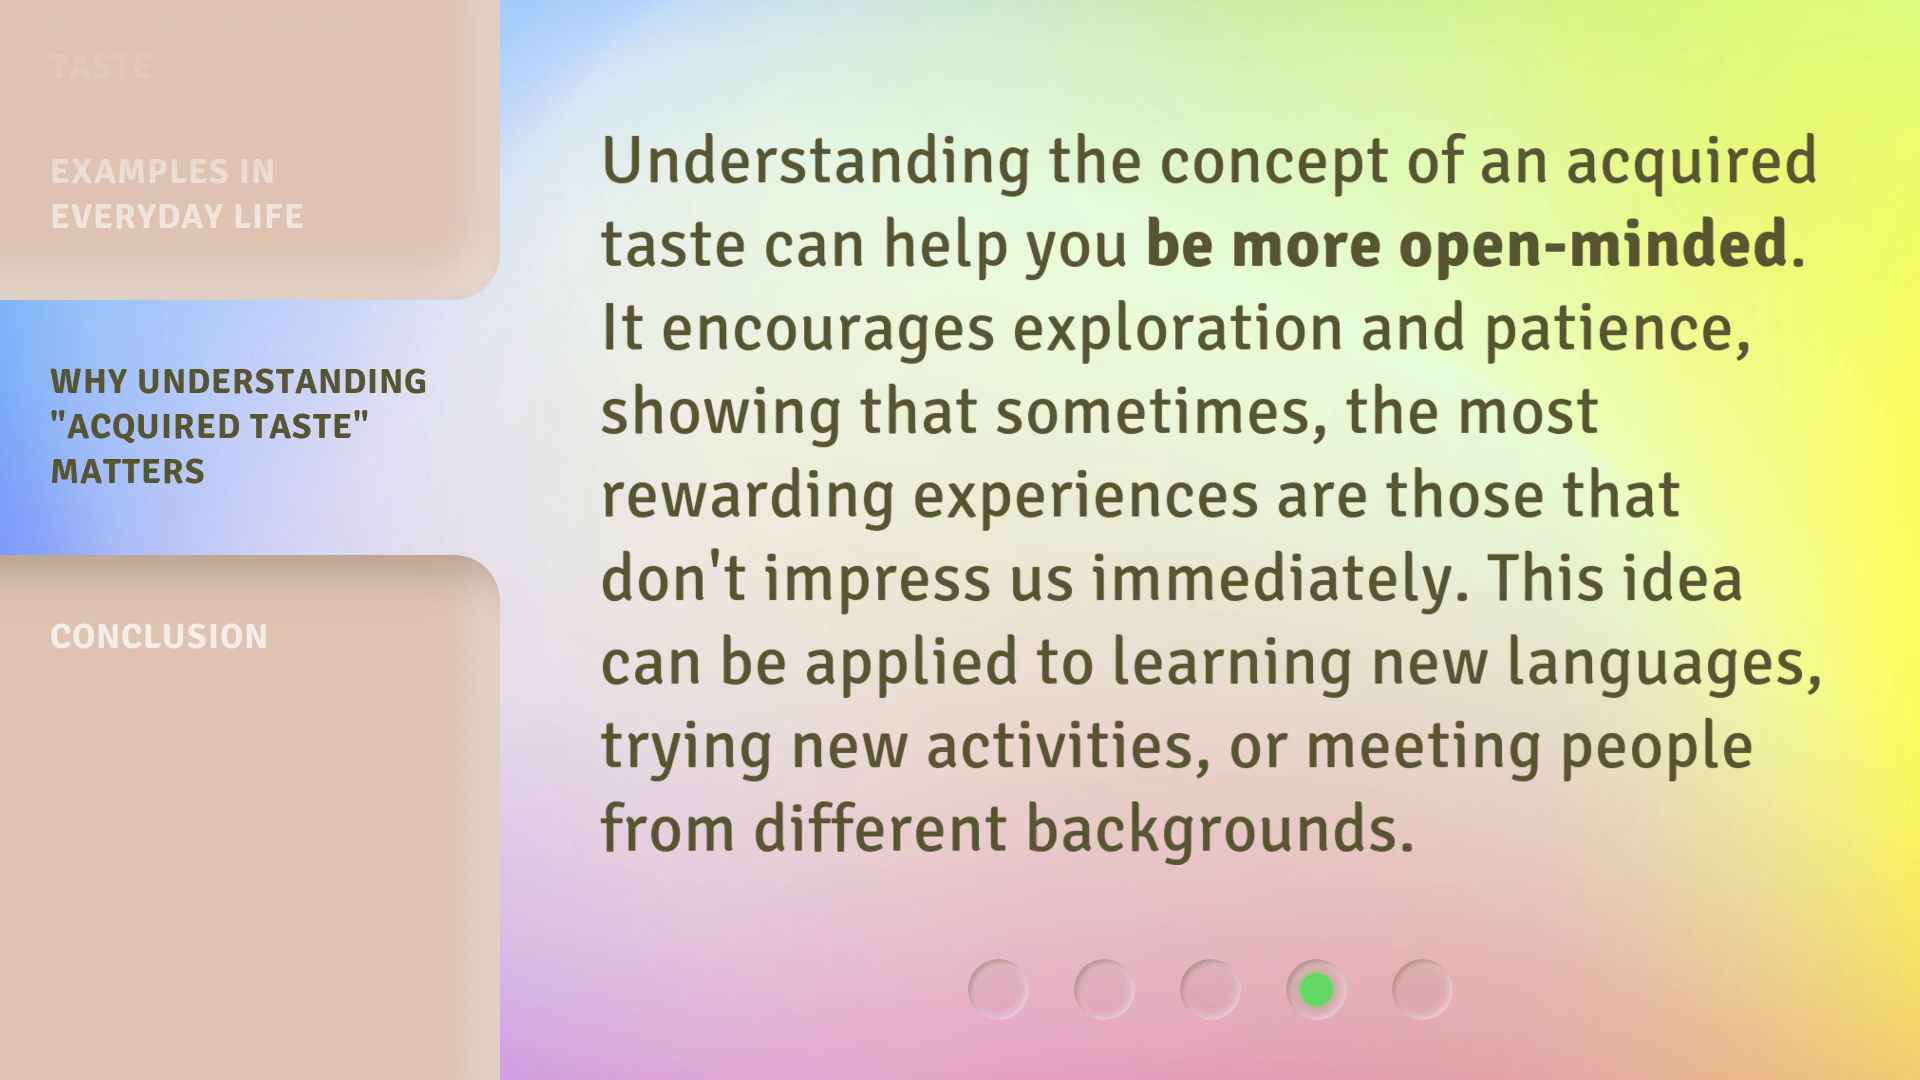 TASTE"
EXAMPLES IN
EVERYDAY LIFE
WHY UNDERSTANDING
"ACQUIRED TASTE"
MATTERS
CONCLUSION
Understanding the concept of an acquired
taste can help you be more open-minded.
It encourages exploration and patience,
showing that sometimes, the most
rewarding experiences are those that
don't impress us immediately. This idea
can be applied to learning new languages,
trying new activities, or meeting people
from different backgrounds.